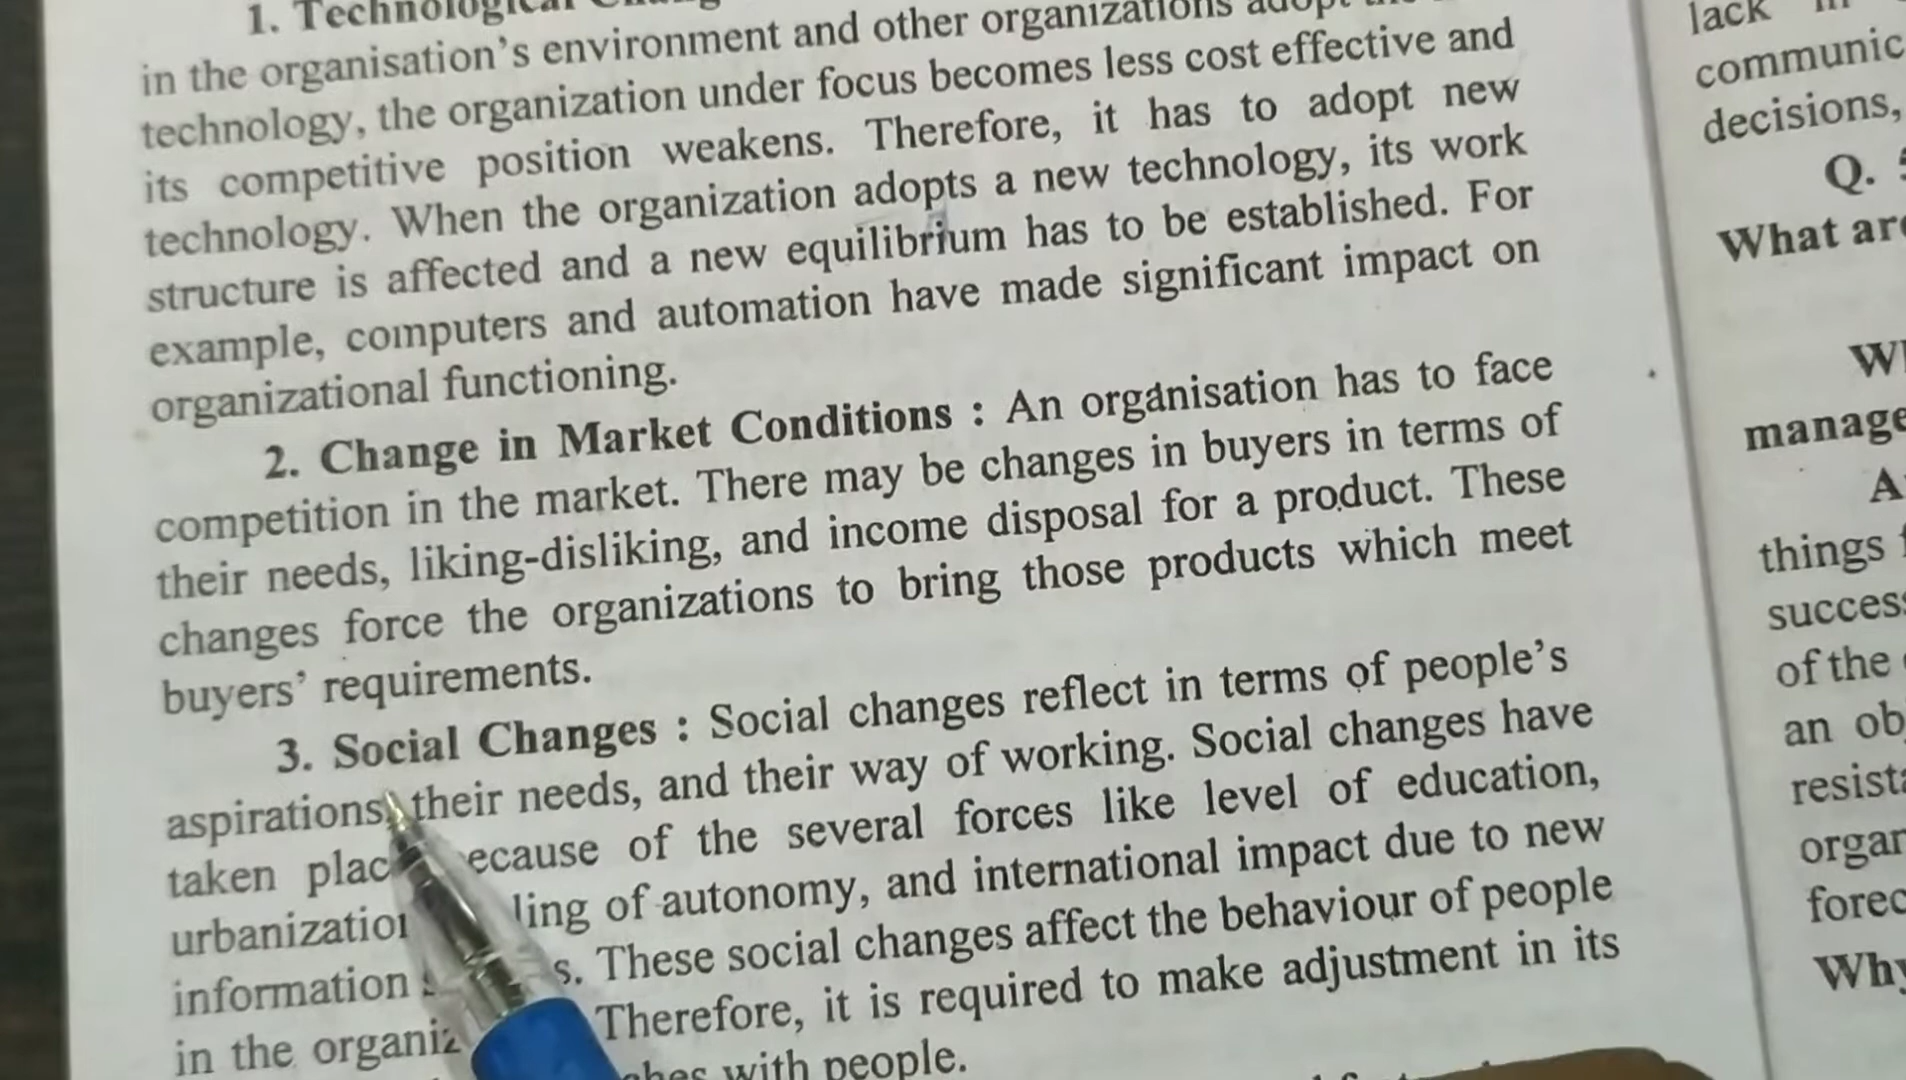 1. Technological
in the organisation's environment and other organizations adopt
technology, the organization under focus becomes less cost effective and
its competitive position weakens. Therefore, it has to adopt new
technology. When the organization adopts a new technology, its work
structure is affected and a new equilibrium has to be established. For
example, computers and automation have made significant impact on
organizational functioning.
2. Change in Market Conditions : An organisation has to face
competition in the market. There may be changes in buyers in terms of
their needs, liking-disliking, and income disposal for a product. These
changes force the organizations to bring those products which meet
buyers' requirements.
3. Social Changes : Social changes reflect in terms of people's
aspirations, their needs, and their way of working. Social changes have
taken plac ecause of the several forces like level of education,
urbanization ling of autonomy, and international impact due to new
information s. These social changes affect the behaviour of people
in the organiz Therefore, it is required to make adjustment in its
with people.
lack
communic
decisions,
Q.
What are
manage
things
success
of the
an ob
resista
organ
forec
Why